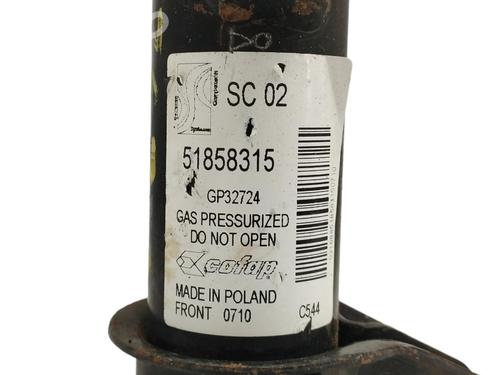 SC 02
51858315
GP32724
GAS PRESSURIZED
DO NOT OPEN
cofap
MADE IN POLAND
FRONT 0710
C544